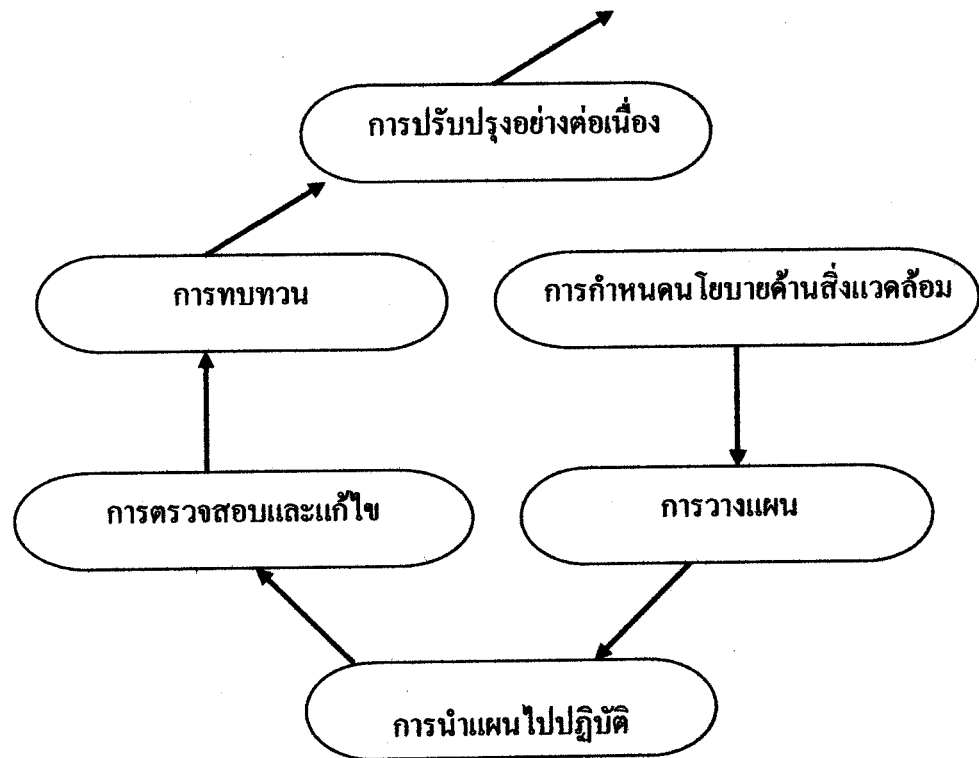 การปรับปรุงอย่างต่อเนื่อง
การทบทวน
การกำหนดนโยบายด้านสิ่งแวดล้อม
การตรวจสอบและแก้ไข
การวางแผน
การนำแผนไปปฏิบัติ